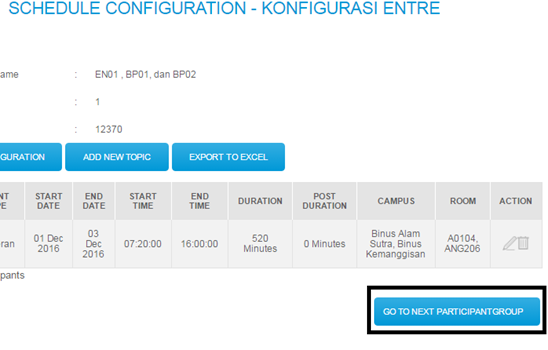 SCHEDULE CONFIGURATION - KONFIGURASI ENTRE
ame : EN01 , BP01, dan BP02
: 1
: 12370
GURATION ADD NEW TOPIC EXPORT TO EXCEL
NT START END START END DURATION POST CAMPUS ROOM ACTION
PE DATE DATE TIME TIME DURATION
ran 01 Dec 2016 03 Dec 2016 07:20:00 16:00:00 520 Minutes 0 Minutes Binus Alam Sutra, Binus Kemanggisan A0104, ANG206
pants
GO TO NEXT PARTICIPANTGROUP